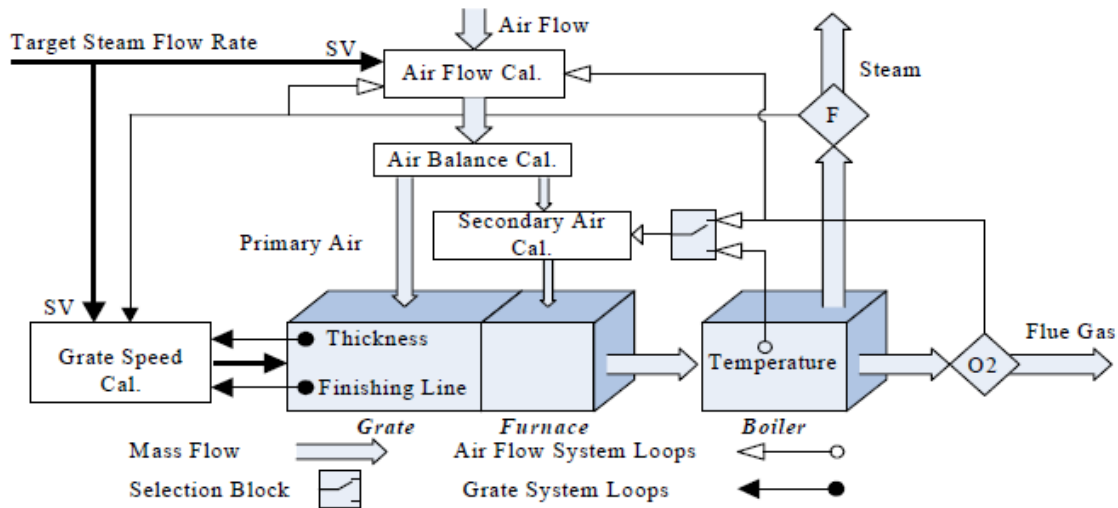 Air Flow
Target Steam Flow Rate
SV
Air Flow Cal.
Steam
F
Air Balance Cal.
Secondary Air
Cal.
Primary Air
SV
Grate Speed
Cal.
Thickness
Finishing Line
Temperature
O2
Flue Gas
Grate
Furnace
Boiler
Mass Flow
Air Flow System Loops
Selection Block
Grate System Loops